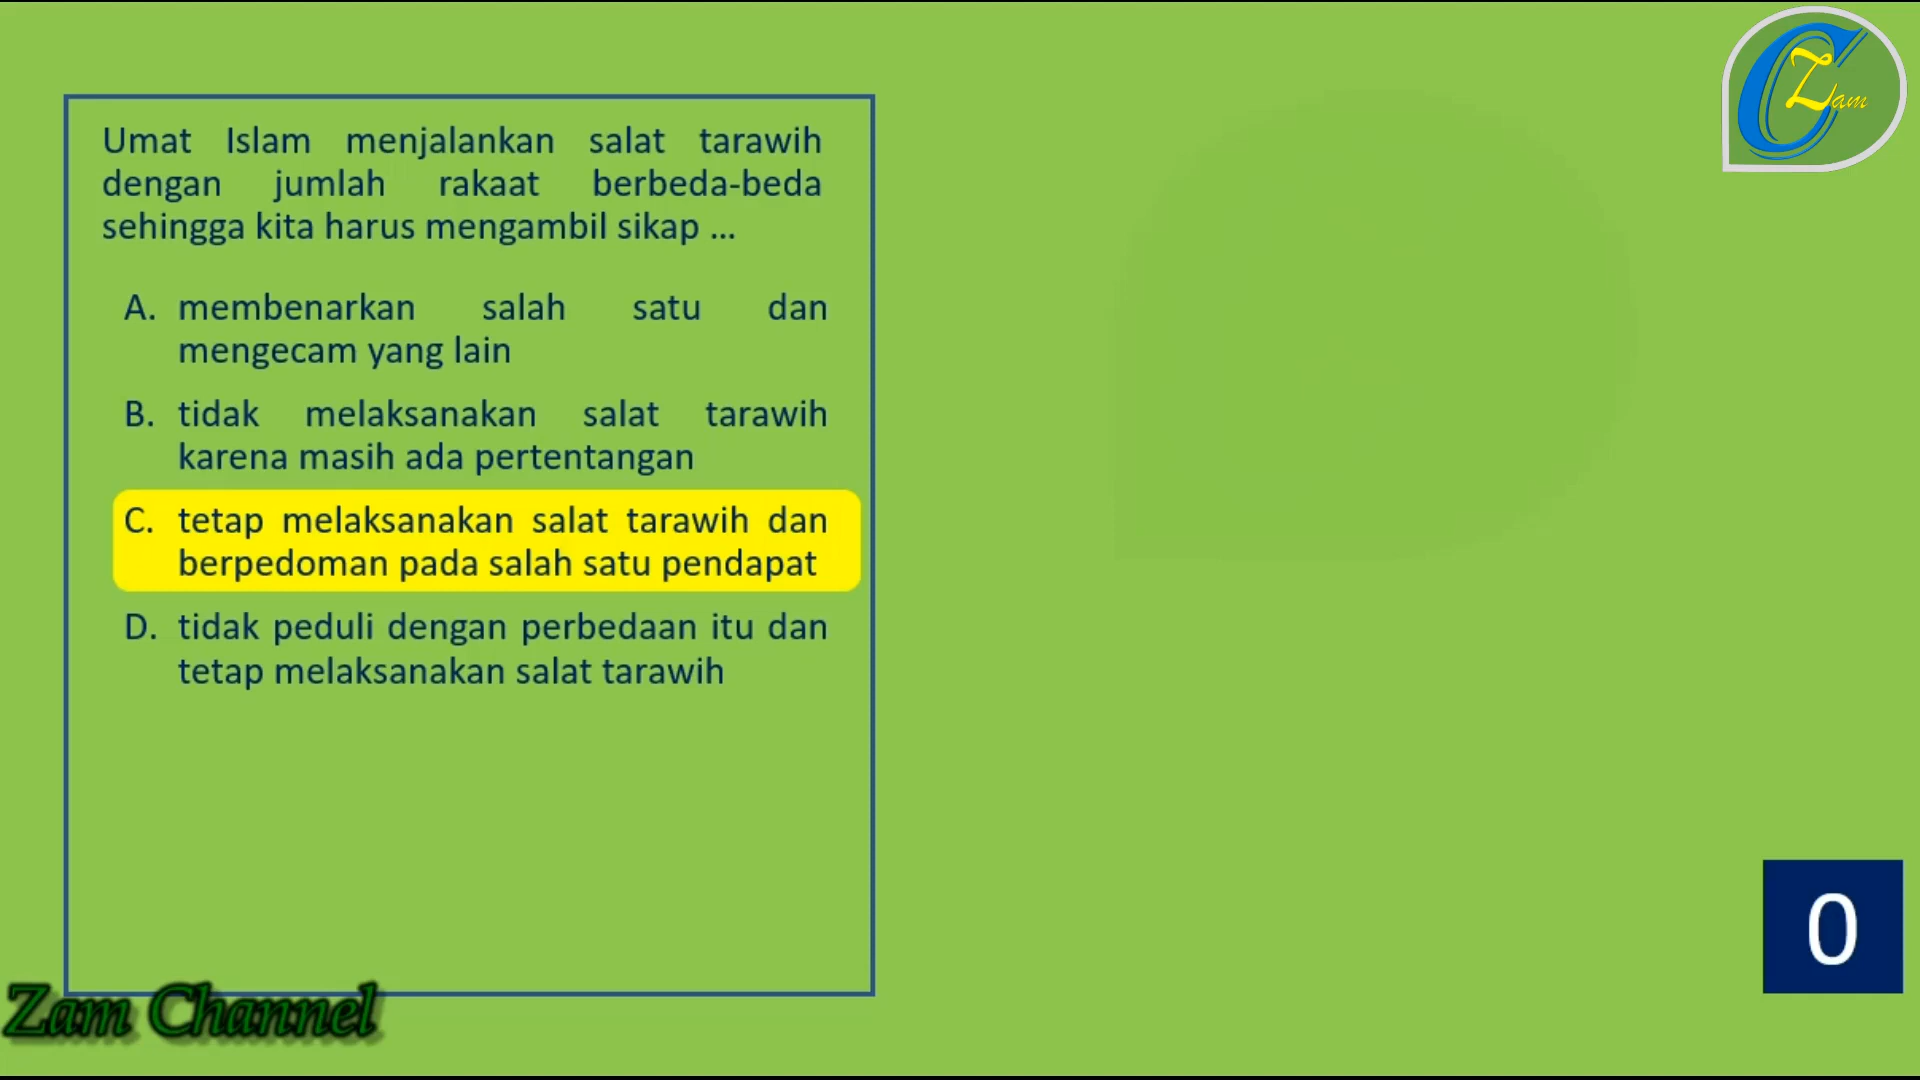 C Zam
Umat Islam menjalankan salat tarawih
dengan jumlah rakaat berbeda-beda
sehingga kita harus mengambil sikap ...
A. membenarkan salah satu dan
mengecam yang lain
B. tidak melaksanakan salat tarawih
karena masih ada pertentangan
C. tetap melaksanakan salat tarawih dan
berpedoman pada salah satu pendapat
D. tidak peduli dengan perbedaan itu dan
tetap melaksanakan salat tarawih
0
Zam Channel